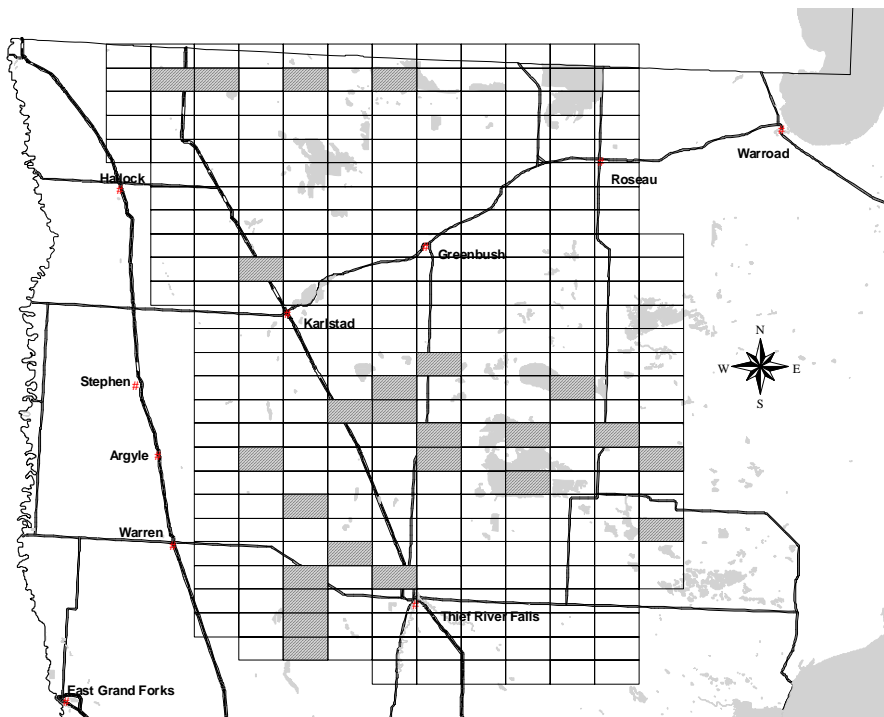 Warroad
Roseau
Hallock
Greenbush
Karlstad
N
W
E
S
Stephen
Argyle
Warren
Thief River Falls
East Grand Forks